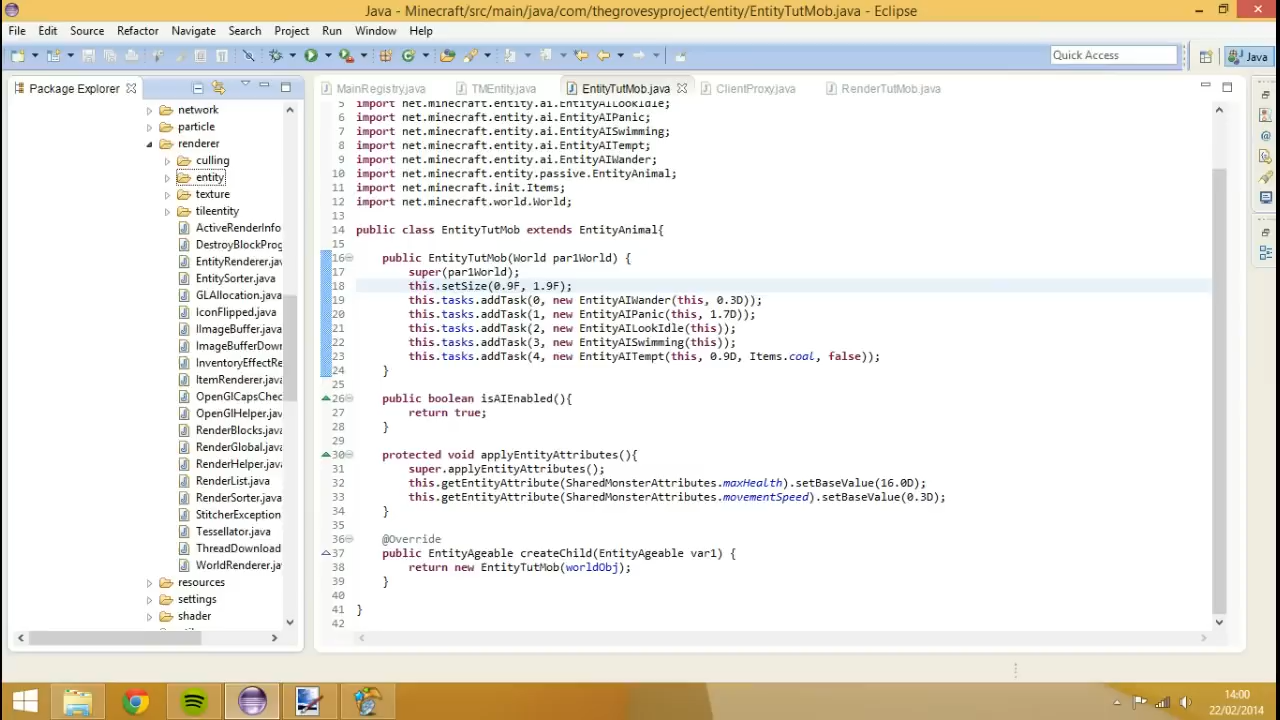 Java - Minecraft/src/main/java/com/thegrovesyproject/entity/EntityTutMob.java - Eclipse
File Edit Source Refactor Navigate Search Project Run Window Help
Quick Access
Java
Package Explorer
MainRegistry.java
TMEntity.java
EntityTutMob.java
ClientProxy.java
RenderTutMob.java
network
particle
renderer
culling
entity
texture
tileentity
ActiveRenderInfo
DestroyBlockProg
EntityRenderer.java
EntitySorter.java
GLAllocation.java
IconFlipped.java
IImageBuffer.java
ImageBufferDown
InventoryEffectRe
ItemRenderer.java
OpenGlCapsChec
OpenGlHelper.java
RenderBlocks.java
RenderGlobal.java
RenderHelper.java
RenderList.java
RenderSorter.java
StitcherException
Tessellator.java
ThreadDownload
WorldRenderer.java
resources
settings
shader
5 import net.minecraft.entity.ai.EntityAILookIdle;
6 import net.minecraft.entity.ai.EntityAIPanic;
7 import net.minecraft.entity.ai.EntityAISwimming;
8 import net.minecraft.entity.ai.EntityAITempt;
9 import net.minecraft.entity.ai.EntityAIWander;
10 import net.minecraft.entity.passive.EntityAnimal;
11 import net.minecraft.init.Items;
12 import net.minecraft.world.World;
13
14 public class EntityTutMob extends EntityAnimal{
15
16 public EntityTutMob(World par1World) {
17 super(par1World);
18 this.setSize(0.9F, 1.9F);
19 this.tasks.addTask(0, new EntityAIWander(this, 0.3D));
20 this.tasks.addTask(1, new EntityAIPanic(this, 1.7D));
21 this.tasks.addTask(2, new EntityAILookIdle(this));
22 this.tasks.addTask(3, new EntityAISwimming(this));
23 this.tasks.addTask(4, new EntityAITempt(this, 0.9D, Items.coal, false));
24 }
25
26 public boolean isAIEnabled(){
27 return true;
28 }
29
30 protected void applyEntityAttributes(){
31 super.applyEntityAttributes();
32 this.getEntityAttribute(SharedMonsterAttributes.maxHealth).setBaseValue(16.0D);
33 this.getEntityAttribute(SharedMonsterAttributes.movementSpeed).setBaseValue(0.3D);
34 }
35
36 @Override
37 public EntityAgeable createChild(EntityAgeable var1) {
38 return new EntityTutMob(worldObj);
39 }
40
41 }
42
14:00
22/02/2014